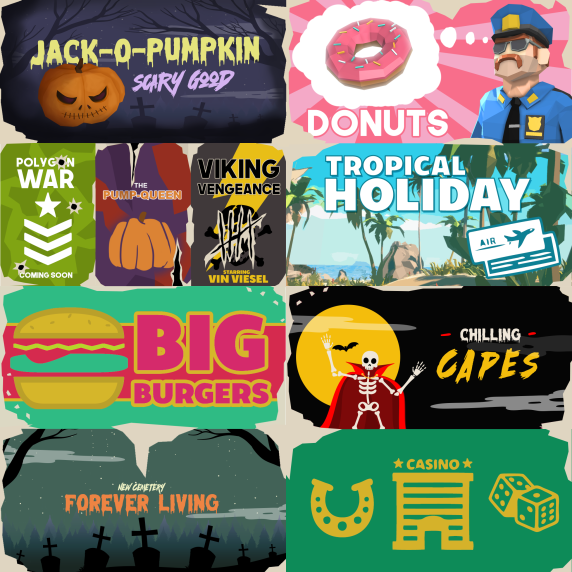 JACK-O-PUMPKIN
SCARY GOOD
DONUTS
POLYGON
WAR
COMING SOON
THE
PUMP-QUEEN
VIKING
VENGEANCE
STARRING
VIN VIESEL
TROPICAL
HOLIDAY
AIR
BIG
BURGERS
CHILLING
CAPES
NEW CEMETERY
FOREVER LIVING
CASINO